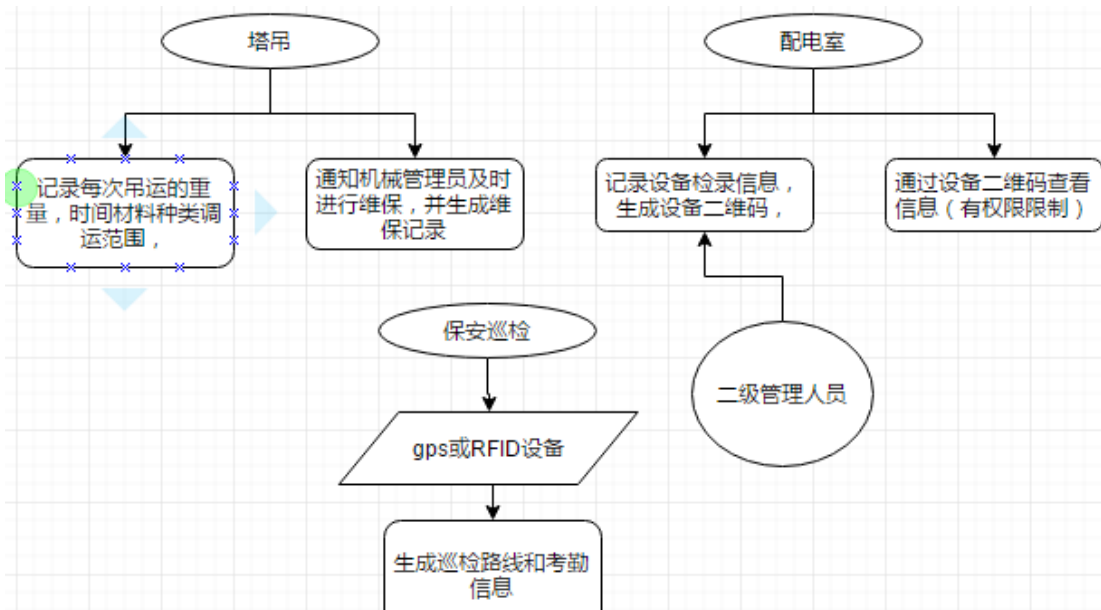 塔吊
配电室
记录每次吊运的重
量，时间材料种类调
运范围，
通知机械管理员及时
进行维保，并生成维
保记录
记录设备检录信息，
生成设备二维码，
通过设备二维码查看
信息（有权限限制）
保安巡检
二级管理人员
gps或RFID设备
生成巡检路线和考勤
信息